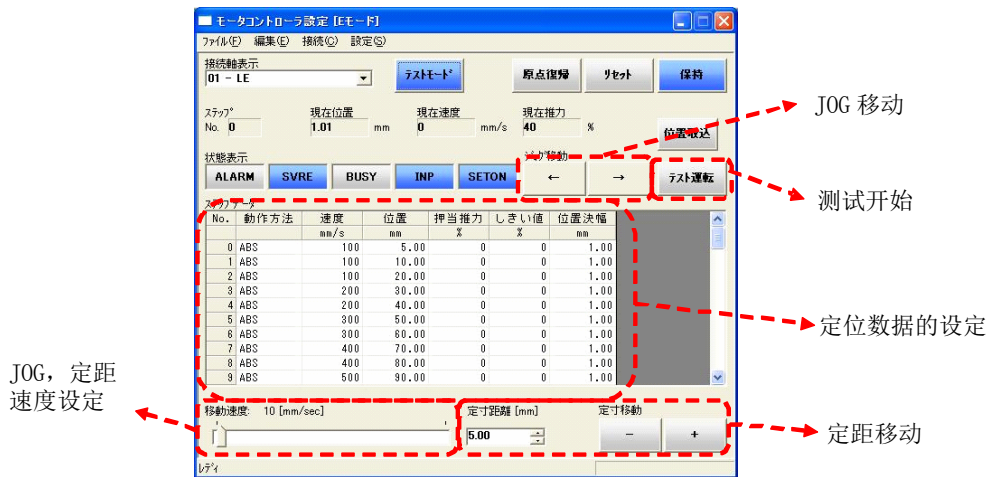 モータコントローラ設定 [Eモード]
ファイル(F) 編集(E) 接続(C) 設定(S)
接続軸表示
01 - LE
テストモード
原点復帰 リセット 保持
ステップ 現在位置 現在速度 現在推力
No. 0 1.01 mm 0 mm/s 40 %
位置取込
状態表示 ジョグ移動
ALARM SVRE BUSY INP SETON ← → テスト運転
ステップデータ
No. 動作方法 速度 位置 押当推力 しきい値 位置決幅
mm/s mm % % mm
0 ABS 100 5.00 0 0 1.00
1 ABS 100 10.00 0 0 1.00
2 ABS 100 20.00 0 0 1.00
3 ABS 200 30.00 0 0 1.00
4 ABS 200 40.00 0 0 1.00
5 ABS 300 50.00 0 0 1.00
6 ABS 300 60.00 0 0 1.00
7 ABS 400 70.00 0 0 1.00
8 ABS 400 80.00 0 0 1.00
9 ABS 500 90.00 0 0 1.00
移動速度: 10 [mm/sec] 定寸距離 [mm] 定寸移動
5.00 − +
レディ
JOG 移动
测试开始
定位数据的设定
JOG，定距
速度设定
定距移动